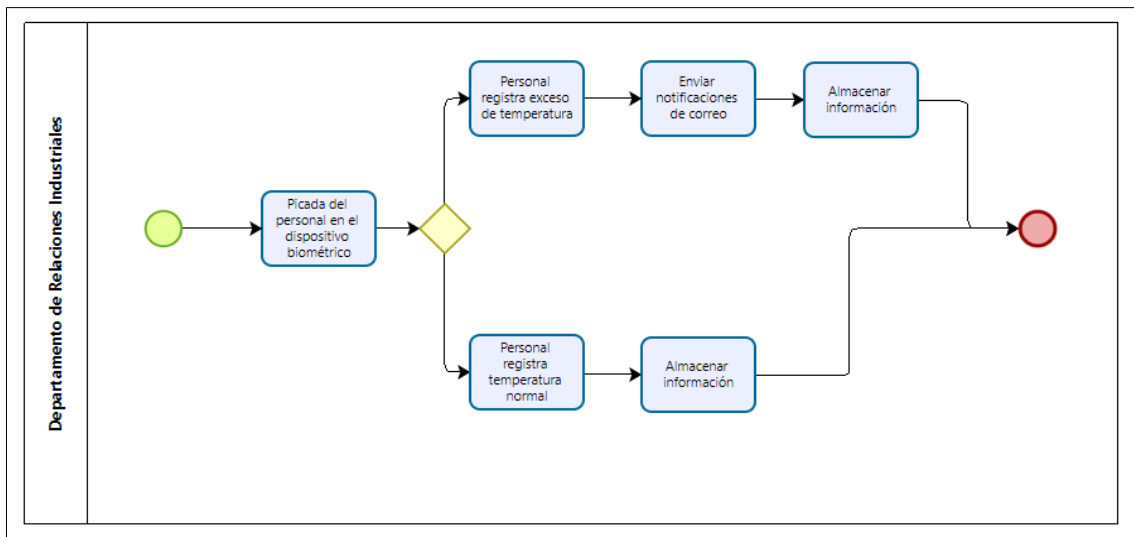 Departamento de Relaciones Industriales
Picada del
personal en el
dispositivo
biométrico
Personal
registra exceso
de temperatura
Enviar
notificaciones
de correo
Almacenar
información
Personal
registra
temperatura
normal
Almacenar
información